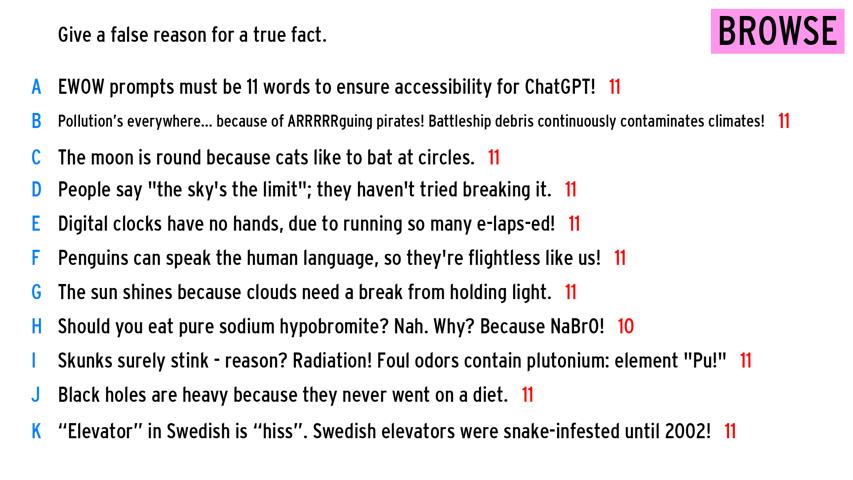 Give a false reason for a true fact.
BROWSE
A EWOW prompts must be 11 words to ensure accessibility for ChatGPT! 11
B Pollution's everywhere... because of ARRRRRguing pirates! Battleship debris continuously contaminates climates! 11
C The moon is round because cats like to bat at circles. 11
D People say "the sky's the limit"; they haven't tried breaking it. 11
E Digital clocks have no hands, due to running so many e-laps-ed! 11
F Penguins can speak the human language, so they're flightless like us! 11
G The sun shines because clouds need a break from holding light. 11
H Should you eat pure sodium hypobromite? Nah. Why? Because NaBrO! 10
I Skunks surely stink - reason? Radiation! Foul odors contain plutonium: element "Pu!" 11
J Black holes are heavy because they never went on a diet. 11
K “Elevator” in Swedish is “hiss”. Swedish elevators were snake-infested until 2002! 11